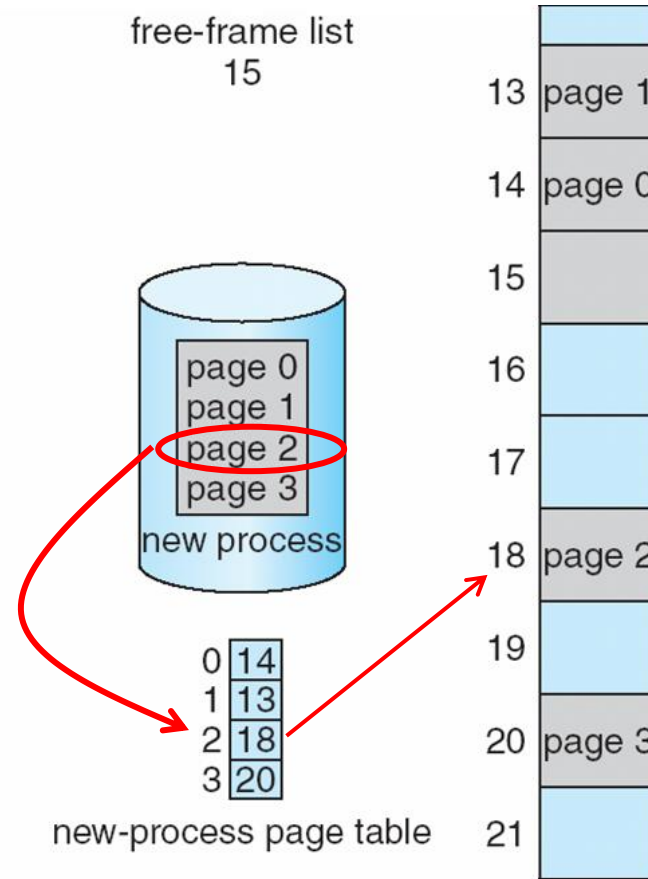 free-frame list
15
page 0
page 1
page 2
page 3
new process
0 14
1 13
2 18
3 20
new-process page table
13 page 1
14 page 0
15
16
17
18 page 2
19
20 page 3
21